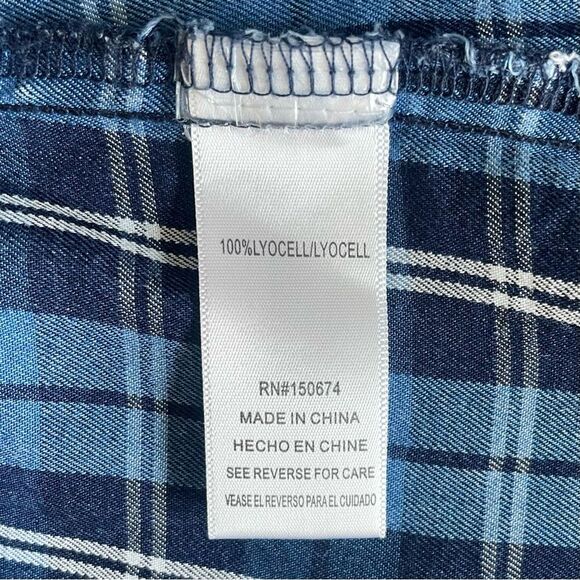 100%LYOCELL/LYOCELL
RN#150674
MADE IN CHINA
HECHO EN CHINE
SEE REVERSE FOR CARE
VEASE EL REVERSO PARA EL CUIDADO